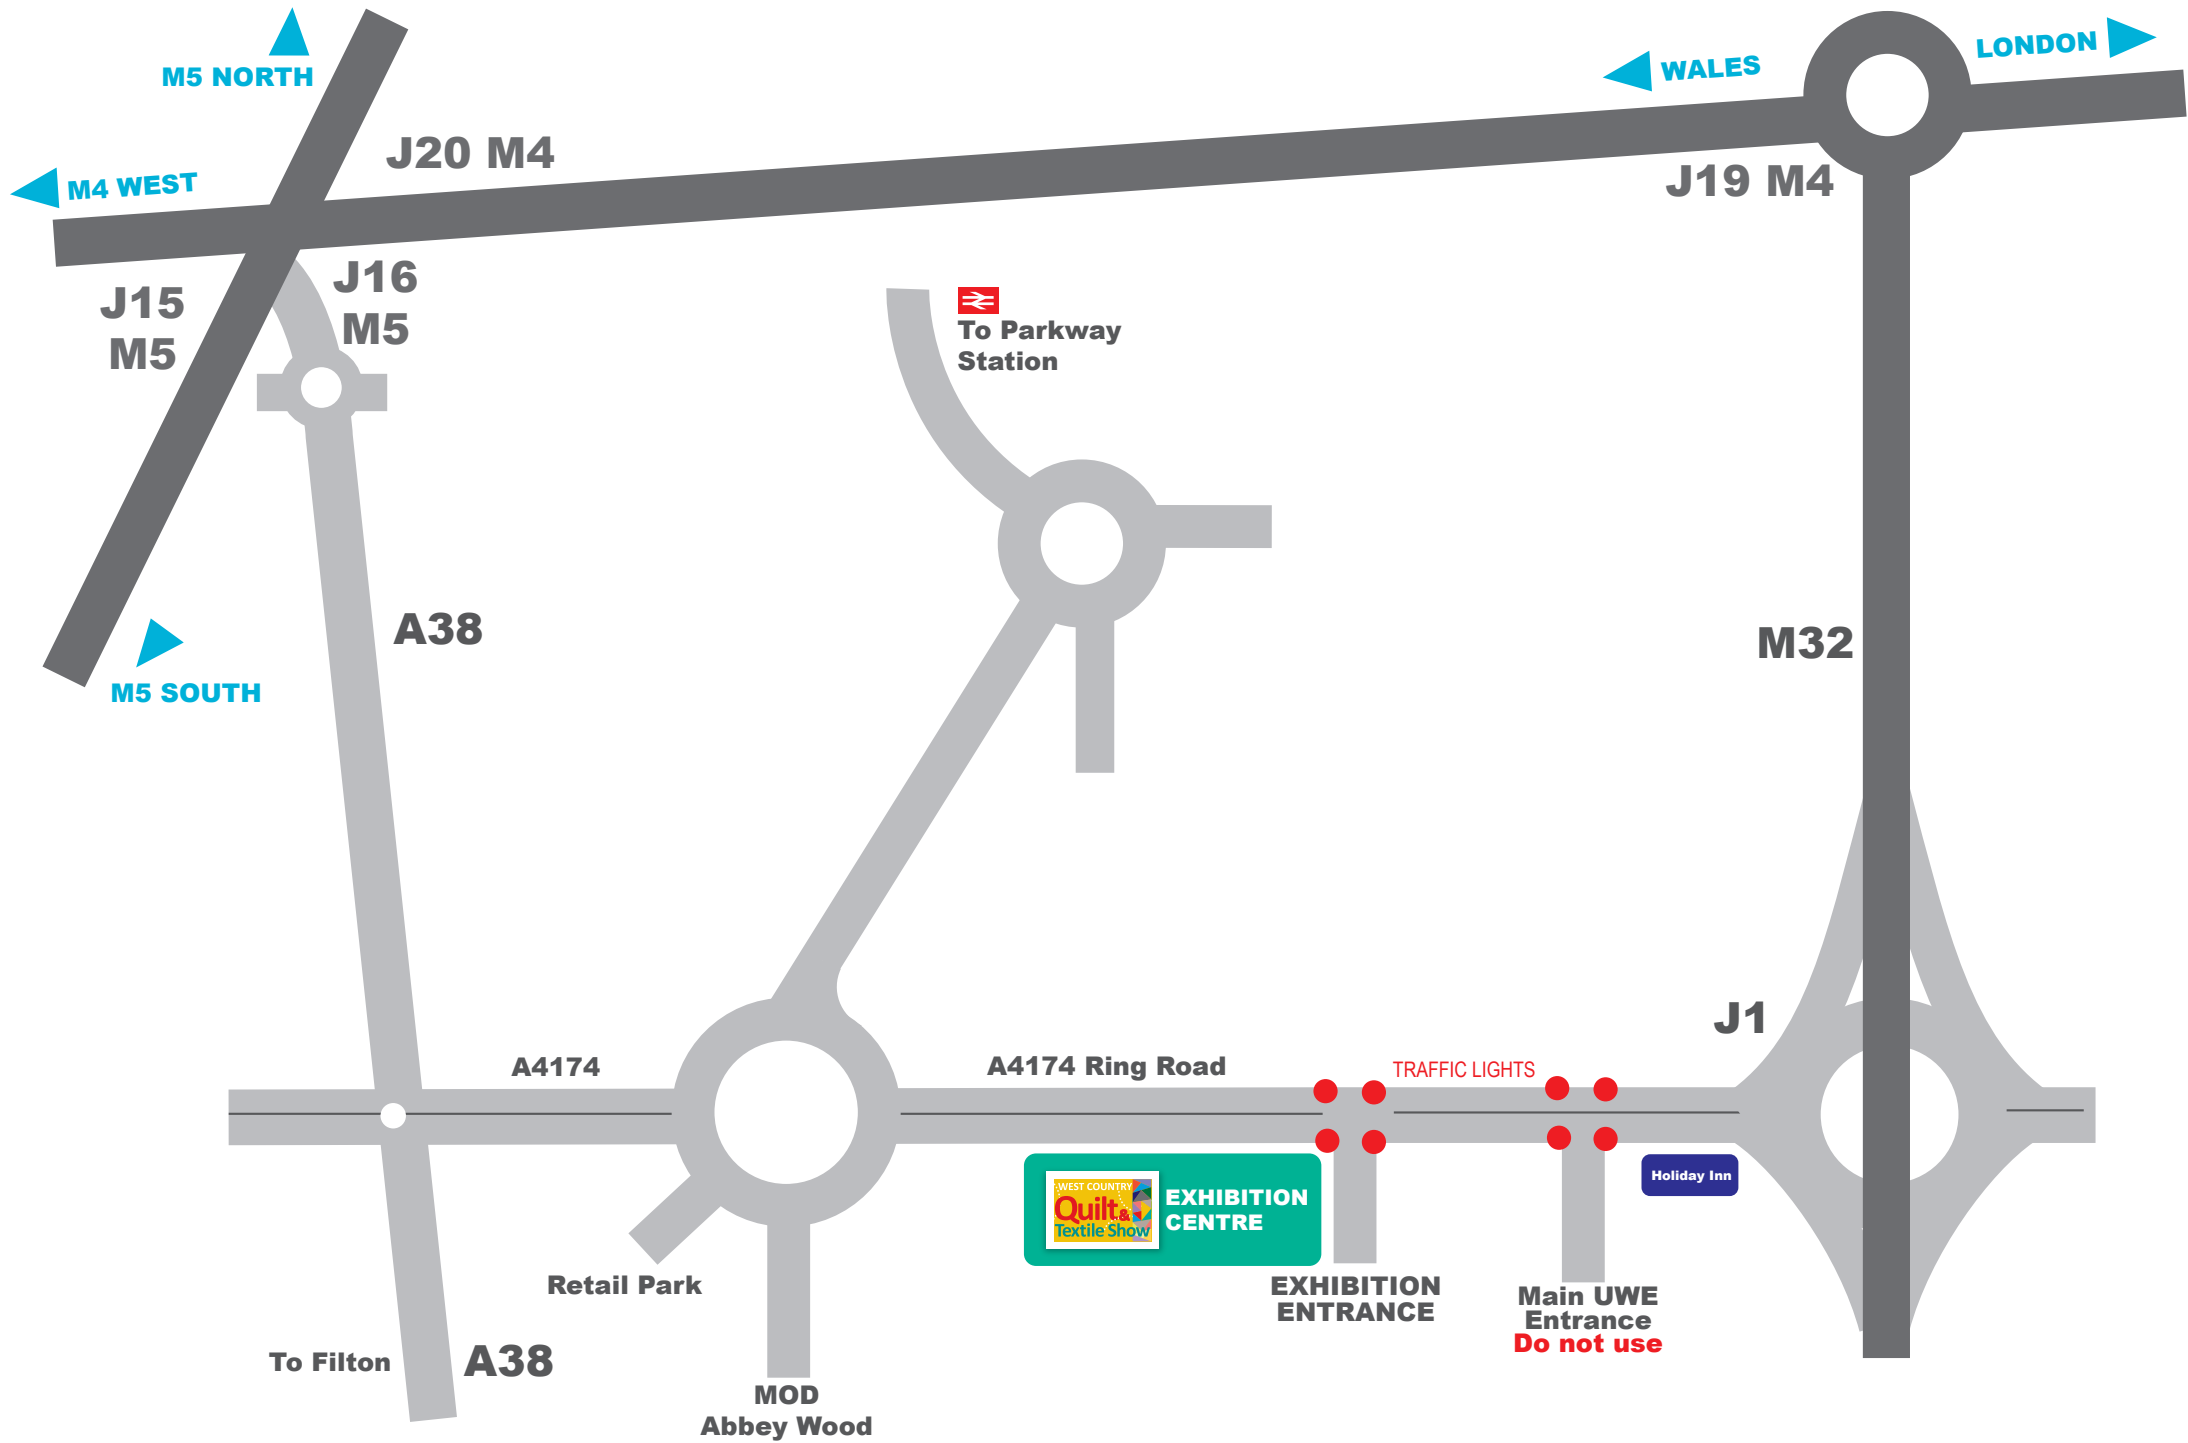 LONDON
WALES
M5 NORTH
J20 M4
J19 M4
M4 WEST
J16
M5
J15
M5
To Parkway
Station
A38
M32
M5 SOUTH
J1
A4174
A4174 Ring Road
TRAFFIC LIGHTS
WEST COUNTRY
Quilt &
Textile Show
EXHIBITION
CENTRE
Holiday Inn
Retail Park
EXHIBITION
ENTRANCE
Main UWE
Entrance
Do not use
To Filton
A38
MOD
Abbey Wood